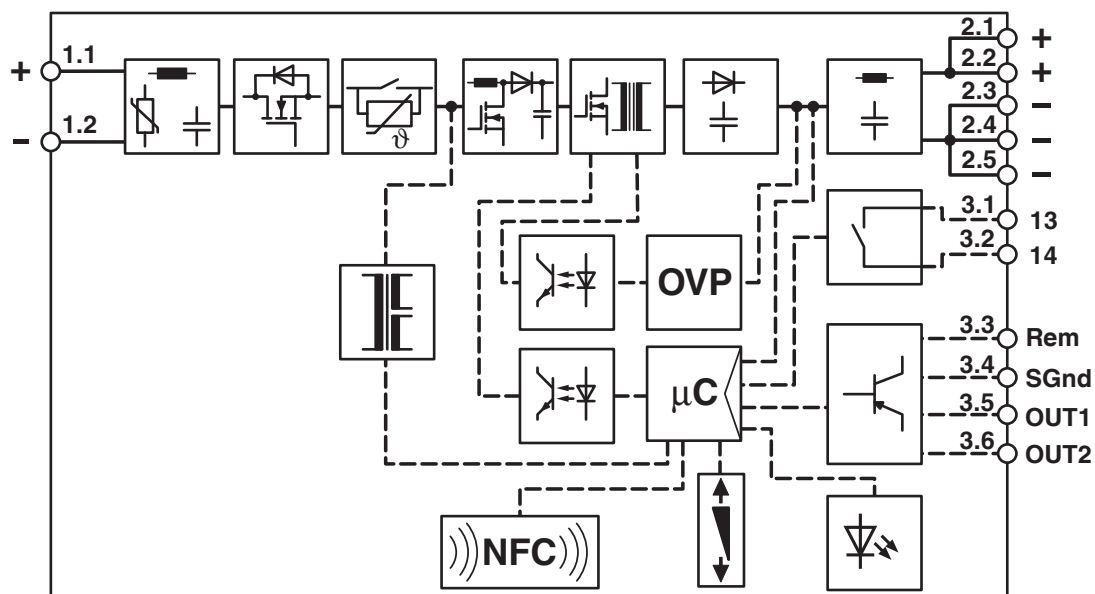 + 1.1
- 1.2
ϑ
2.1 +
2.2 +
2.3 −
2.4 −
2.5 −
3.1 13
3.2 14
OVP
3.3 Rem
μC
3.4 SGnd
3.5 OUT1
3.6 OUT2
NFC